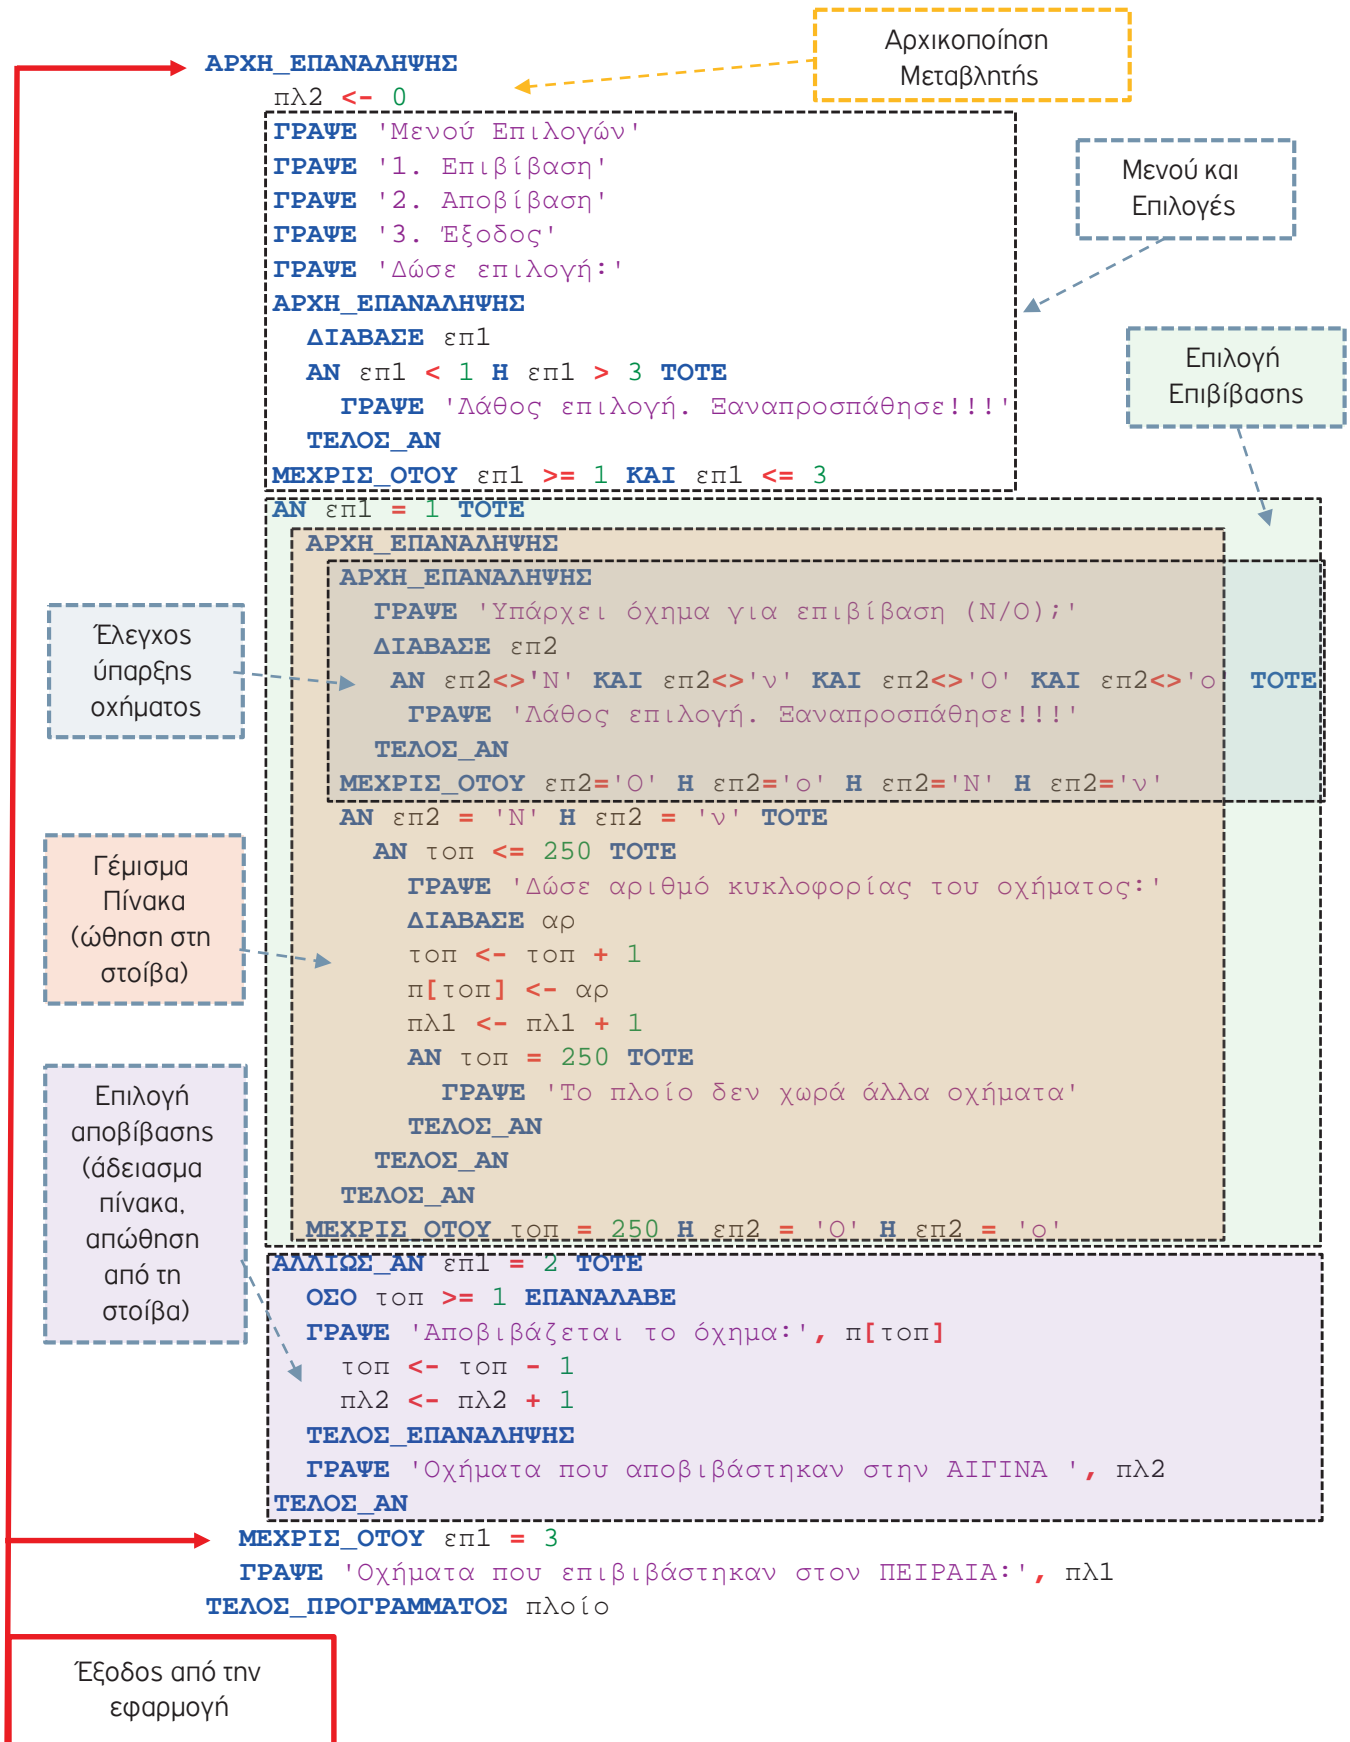 Αρχικοποίηση
Μεταβλητής
ΑΡΧΗ_ΕΠΑΝΑΛΗΨΗΣ
πλ2 <- 0
ΓΡΑΨΕ 'Μενού Επιλογών'
ΓΡΑΨΕ '1. Επιβίβαση'
ΓΡΑΨΕ '2. Αποβίβαση'
ΓΡΑΨΕ '3. Έξοδος'
ΓΡΑΨΕ 'Δώσε επιλογή:'
ΑΡΧΗ_ΕΠΑΝΑΛΗΨΗΣ
ΔΙΑΒΑΣΕ επ1
ΑΝ επ1 < 1 Η επ1 > 3 ΤΟΤΕ
ΓΡΑΨΕ 'Λάθος επιλογή. Ξαναπροσπάθησε!!!'
ΤΕΛΟΣ_ΑΝ
ΜΕΧΡΙΣ_ΟΤΟΥ επ1 >= 1 ΚΑΙ επ1 <= 3
Μενού και
Επιλογές
Επιλογή
Επιβίβασης
ΑΝ επ1 = 1 ΤΟΤΕ
ΑΡΧΗ_ΕΠΑΝΑΛΗΨΗΣ
ΑΡΧΗ_ΕΠΑΝΑΛΗΨΗΣ
ΓΡΑΨΕ 'Υπάρχει όχημα για επιβίβαση (Ν/Ο);'
ΔΙΑΒΑΣΕ επ2
ΑΝ επ2<>'Ν' ΚΑΙ επ2<>'ν' ΚΑΙ επ2<>'Ο' ΚΑΙ επ2<>'ο ΤΟΤΕ
ΓΡΑΨΕ 'Λάθος επιλογή. Ξαναπροσπάθησε!!!'
ΤΕΛΟΣ_ΑΝ
ΜΕΧΡΙΣ_ΟΤΟΥ επ2='Ο' Η επ2='ο' Η επ2='Ν' Η επ2='ν'
Έλεγχος
ύπαρξης
οχήματος
ΑΝ επ2 = 'Ν' Η επ2 = 'ν' ΤΟΤΕ
ΑΝ τοπ <= 250 ΤΟΤΕ
ΓΡΑΨΕ 'Δώσε αριθμό κυκλοφορίας του οχήματος:'
ΔΙΑΒΑΣΕ αρ
τοπ <- τοπ + 1
π[τοπ] <- αρ
πλ1 <- πλ1 + 1
ΑΝ τοπ = 250 ΤΟΤΕ
ΓΡΑΨΕ 'Το πλοίο δεν χωρά άλλα οχήματα'
ΤΕΛΟΣ_ΑΝ
ΤΕΛΟΣ_ΑΝ
ΤΕΛΟΣ_ΑΝ
ΜΕΧΡΙΣ_ΟΤΟΥ τοπ = 250 Η επ2 = 'Ο' Η επ2 = 'ο'
Γέμισμα
Πίνακα
(ώθηση στη
στοίβα)
Επιλογή
αποβίβασης
(άδειασμα
πίνακα,
απώθηση
από τη
στοίβα)
ΑΛΛΙΩΣ_ΑΝ επ1 = 2 ΤΟΤΕ
ΟΣΟ τοπ >= 1 ΕΠΑΝΑΛΑΒΕ
ΓΡΑΨΕ 'Αποβιβάζεται το όχημα:', π[τοπ]
τοπ <- τοπ - 1
πλ2 <- πλ2 + 1
ΤΕΛΟΣ_ΕΠΑΝΑΛΗΨΗΣ
ΓΡΑΨΕ 'Οχήματα που αποβιβάστηκαν στην ΑΙΓΙΝΑ ', πλ2
ΤΕΛΟΣ_ΑΝ
ΜΕΧΡΙΣ_ΟΤΟΥ επ1 = 3
ΓΡΑΨΕ 'Οχήματα που επιβιβάστηκαν στον ΠΕΙΡΑΙΑ:', πλ1
ΤΕΛΟΣ_ΠΡΟΓΡΑΜΜΑΤΟΣ πλοίο
Έξοδος από την
εφαρμογή